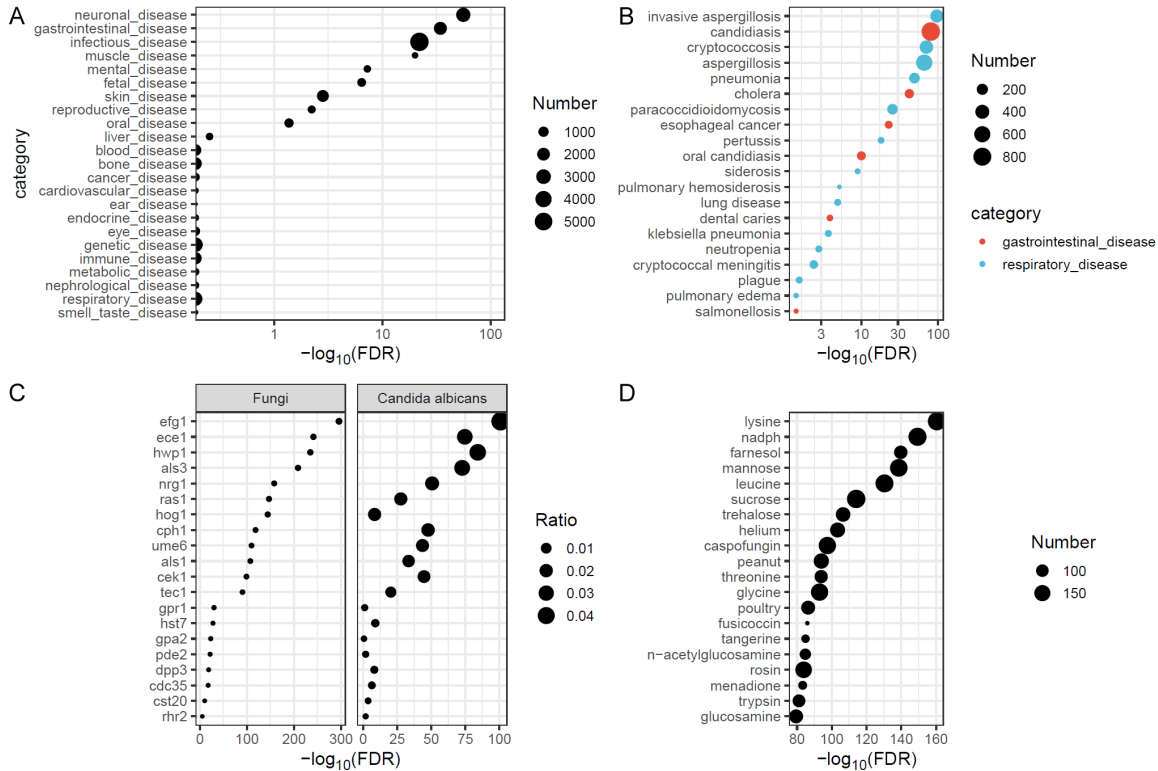 A
category
neuronal_disease
gastrointestinal_disease
infectious_disease
muscle_disease
mental_disease
fetal_disease
skin_disease
reproductive_disease
oral_disease
liver_disease
blood_disease
bone_disease
cancer_disease
cardiovascular_disease
ear_disease
endocrine_disease
eye_disease
genetic_disease
immune_disease
metabolic_disease
nephrological_disease
respiratory_disease
smell_taste_disease
1 10 100
−log10(FDR)
Number
1000
2000
3000
4000
5000
B
invasive aspergillosis
candidiasis
cryptococcosis
aspergillosis
pneumonia
cholera
paracoccidioidomycosis
esophageal cancer
pertussis
oral candidiasis
siderosis
pulmonary hemosiderosis
lung disease
dental caries
klebsiella pneumonia
neutropenia
cryptococcal meningitis
plague
pulmonary edema
salmonellosis
3 10 30 100
−log10(FDR)
Number
200
400
600
800
category
gastrointestinal_disease
respiratory_disease
C
Fungi Candida albicans
efg1
ece1
hwp1
als3
nrg1
ras1
hog1
cph1
ume6
als1
cek1
tec1
gpr1
hst7
gpa2
pde2
dpp3
cdc35
cst20
rhr2
0 100 200 300 0 25 50 75 100
−log10(FDR)
Ratio
0.01
0.02
0.03
0.04
D
lysine
nadph
farnesol
mannose
leucine
sucrose
trehalose
helium
caspofungin
peanut
threonine
glycine
poultry
fusicoccin
tangerine
n−acetylglucosamine
rosin
menadione
trypsin
glucosamine
80 100 120 140 160
−log10(FDR)
Number
100
150